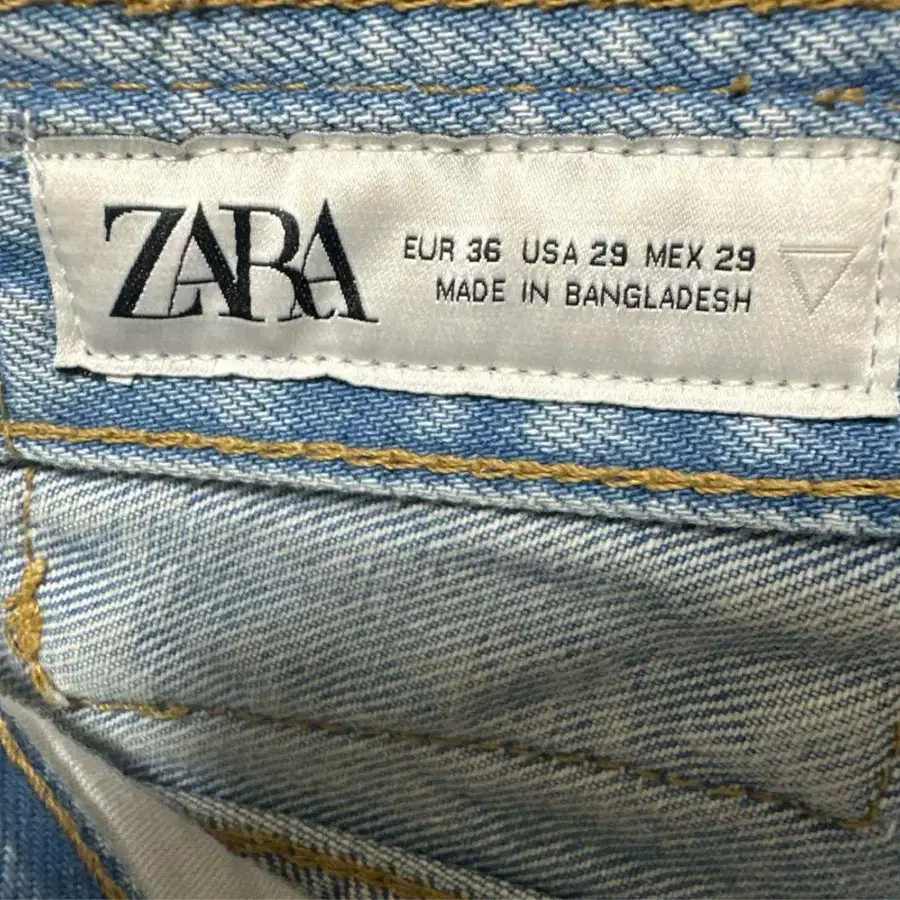 ZARA
EUR 36 USA 29 MEX 29
MADE IN BANGLADESH